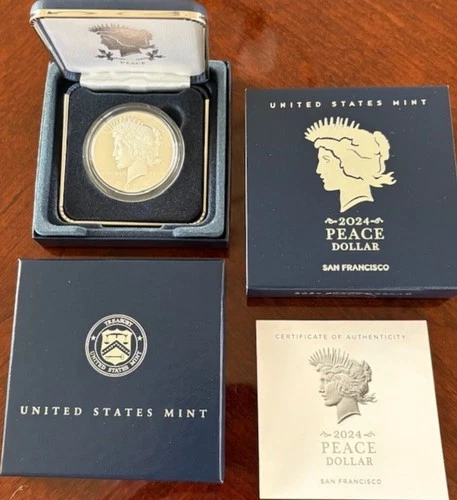 PEACE
UNITED STATES MINT
~2024~
PEACE
DOLLAR
SAN FRANCISCO
TREASURY
UNITED STATES MINT
UNITED STATES MINT
CERTIFICATE OF AUTHENTICITY
~2024~
PEACE
DOLLAR
SAN FRANCISCO